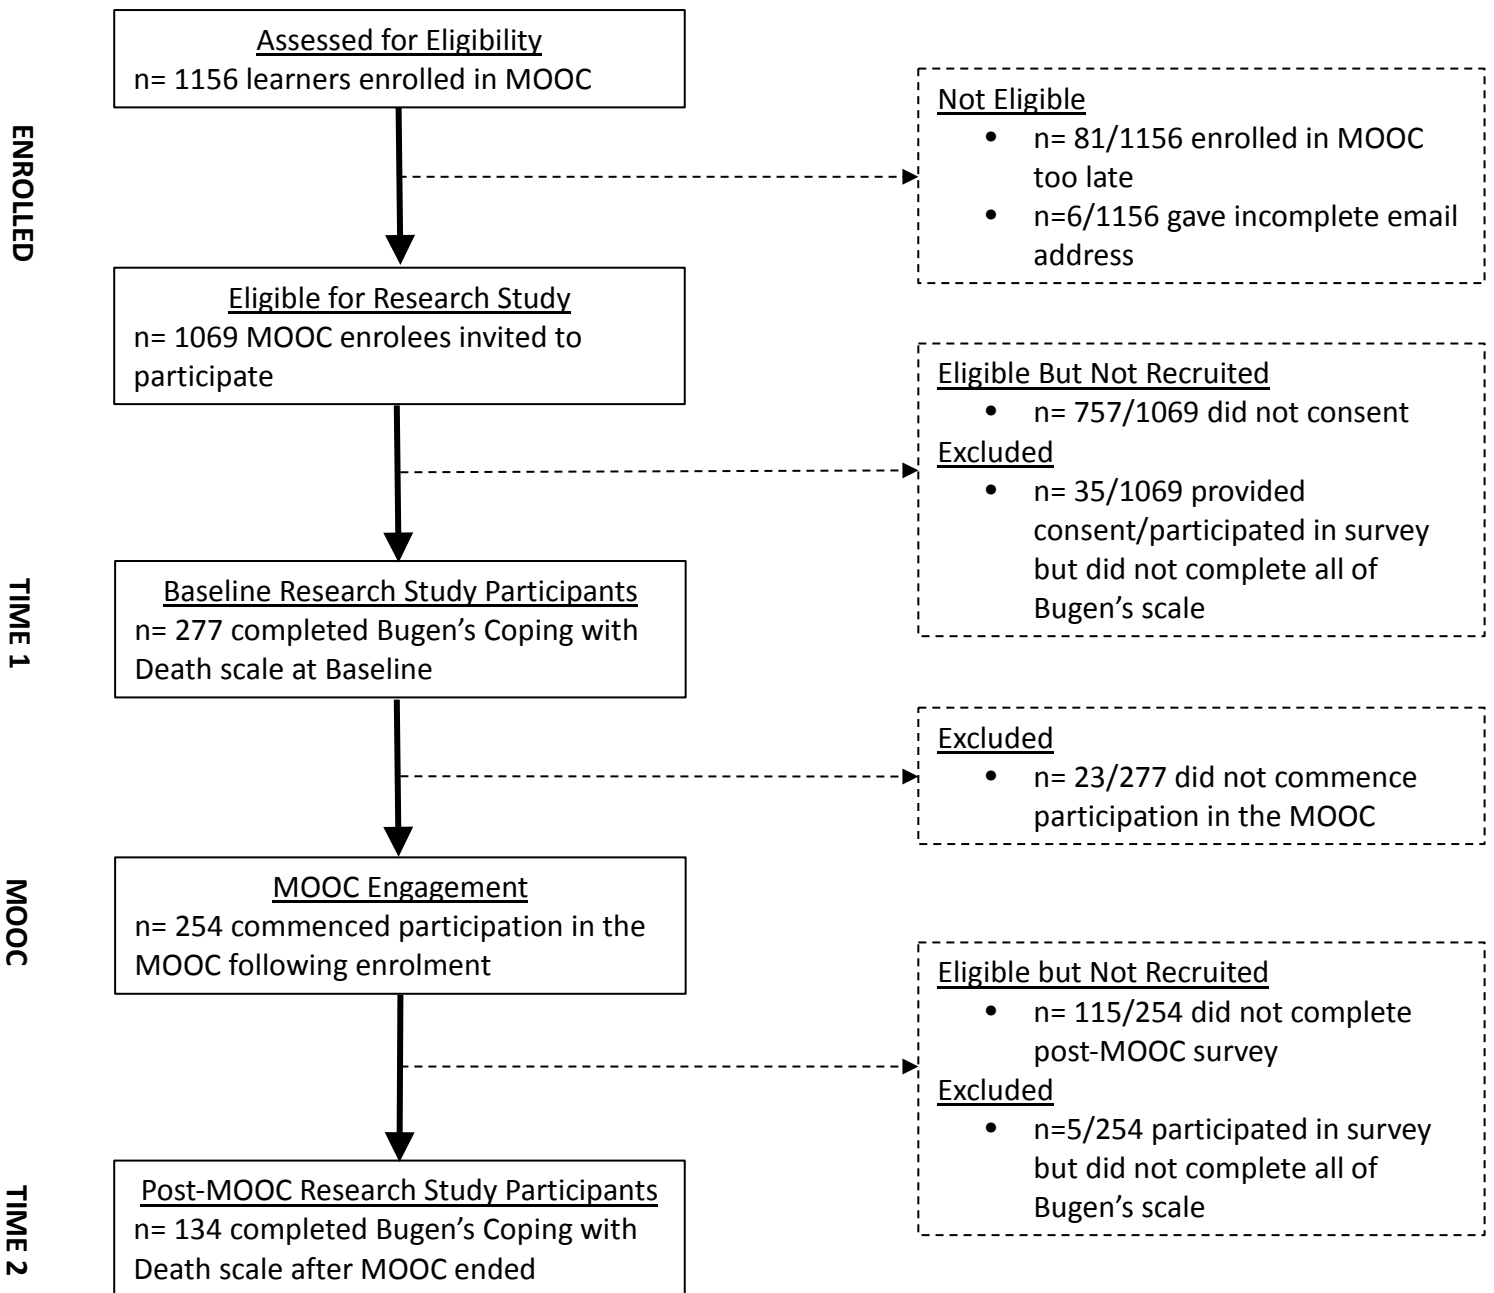 Assessed for Eligibility
n= 1156 learners enrolled in MOOC
ENROLLED
Not Eligible
• n= 81/1156 enrolled in MOOC
too late
• n=6/1156 gave incomplete email
address
Eligible for Research Study
n= 1069 MOOC enrolees invited to
participate
Eligible But Not Recruited
• n= 757/1069 did not consent
Excluded
• n= 35/1069 provided
consent/participated in survey
but did not complete all of
Bugen’s scale
TIME 1
Baseline Research Study Participants
n= 277 completed Bugen’s Coping with
Death scale at Baseline
Excluded
• n= 23/277 did not commence
participation in the MOOC
MOOC
MOOC Engagement
n= 254 commenced participation in the
MOOC following enrolment
Eligible but Not Recruited
• n= 115/254 did not complete
post-MOOC survey
Excluded
• n=5/254 participated in survey
but did not complete all of
Bugen’s scale
TIME 2
Post-MOOC Research Study Participants
n= 134 completed Bugen’s Coping with
Death scale after MOOC ended